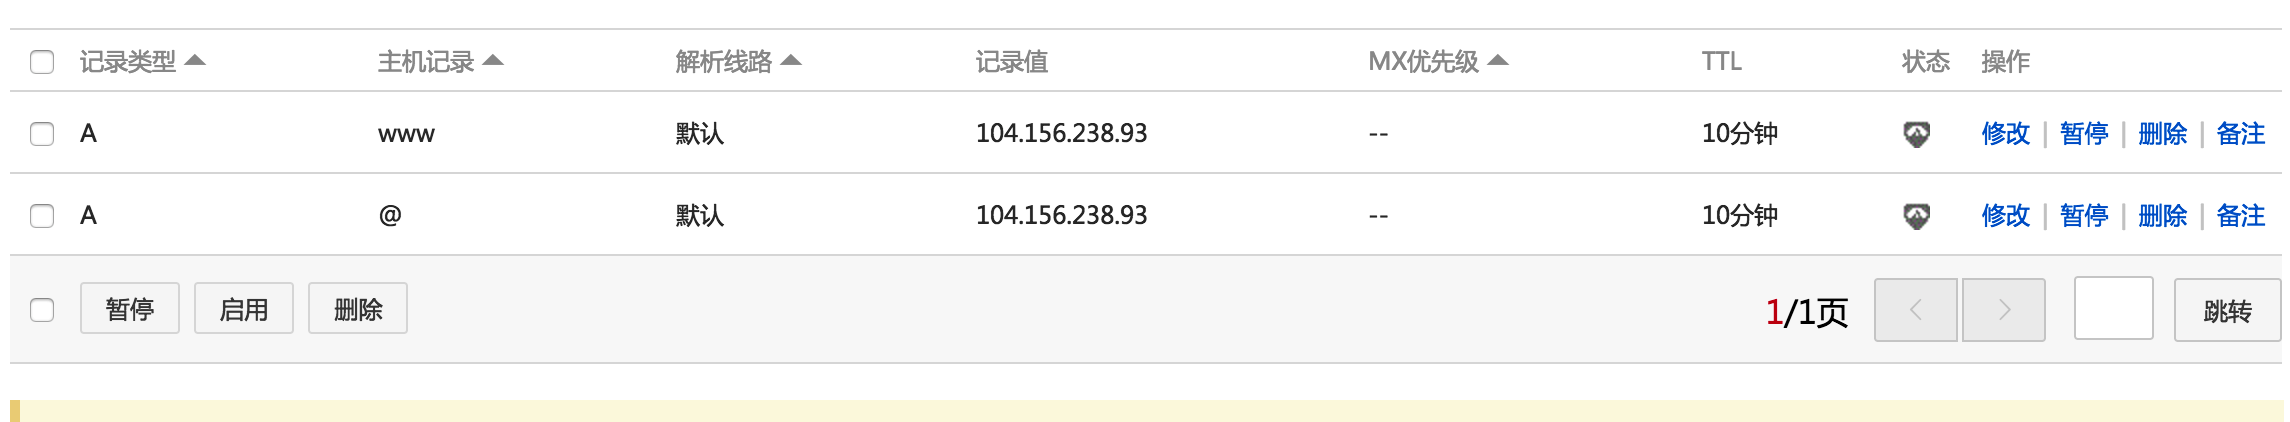 记录类型 主机记录 解析线路 记录值 MX优先级 TTL 状态 操作
A www 默认 104.156.238.93 -- 10分钟 修改 | 暂停 | 删除 | 备注
A @ 默认 104.156.238.93 -- 10分钟 修改 | 暂停 | 删除 | 备注
暂停 启用 删除 1/1页 < > 跳转